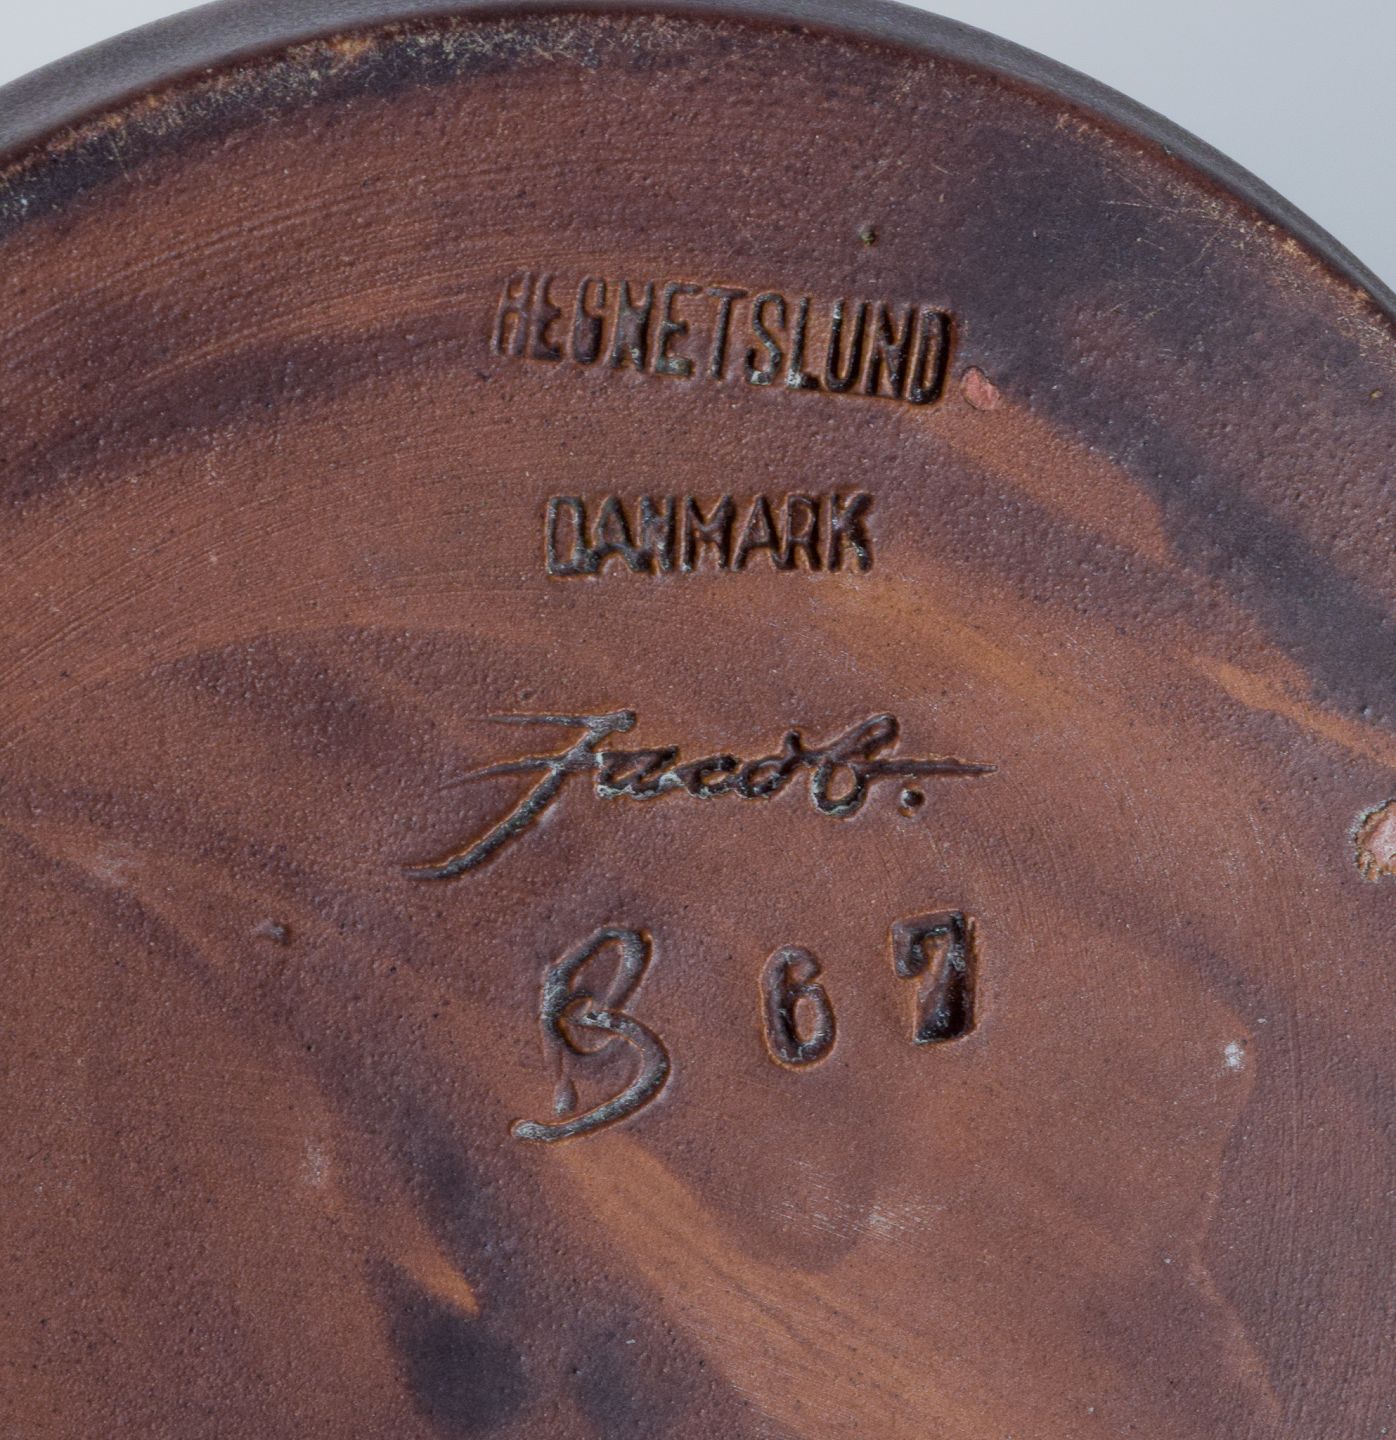 HEGNETSLUND
DANMARK
Jacob.
B 67